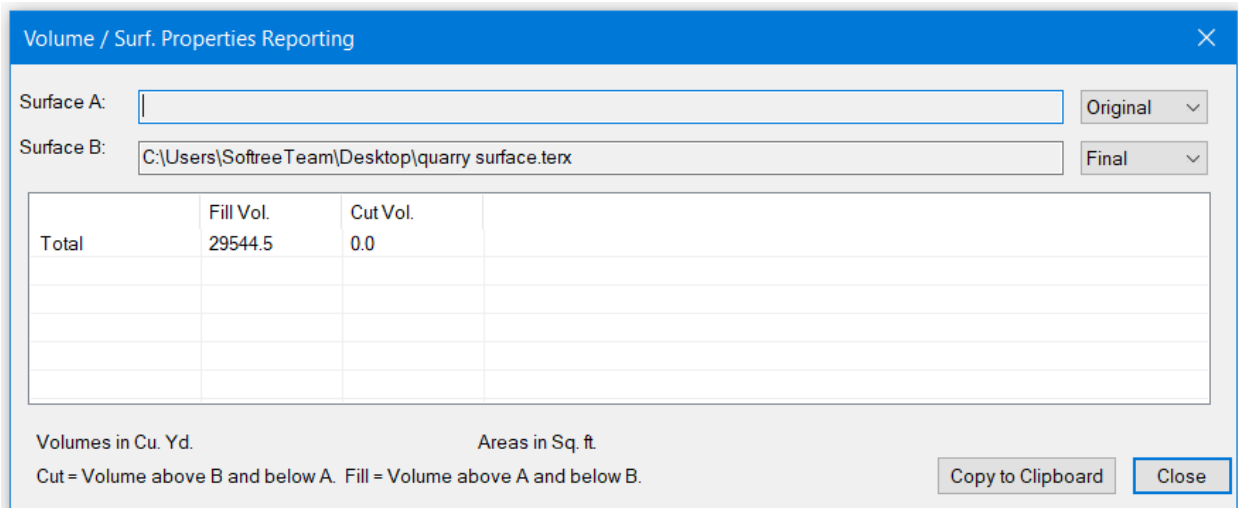 Volume / Surf. Properties Reporting
Surface A:
Original
Surface B:
C:\Users\SoftreeTeam\Desktop\quarry surface.terx
Final
Fill Vol. Cut Vol.
Total 29544.5 0.0
Volumes in Cu. Yd. Areas in Sq. ft.
Cut = Volume above B and below A. Fill = Volume above A and below B.
Copy to Clipboard Close